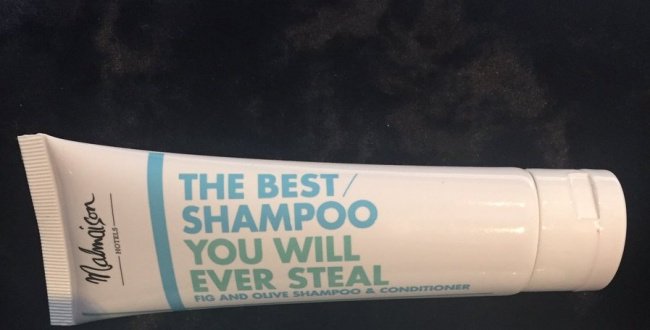 Malmaison
HOTELS
THE BEST/
SHAMPOO
YOU WILL
EVER STEAL
FIG AND OLIVE SHAMPOO & CONDITIONER